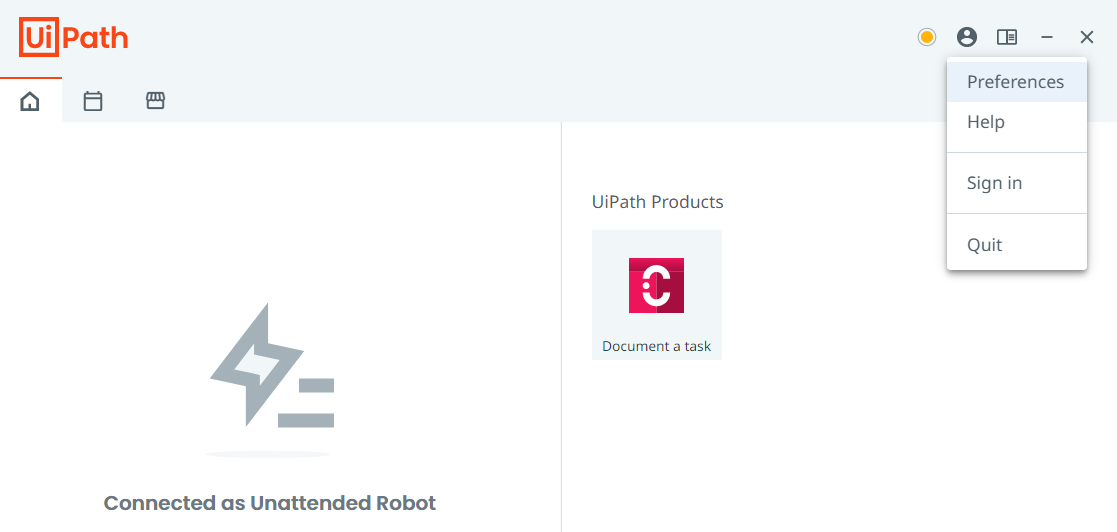 UiPath
Preferences
Help
Sign in
Quit
UiPath Products
Document a task
Connected as Unattended Robot